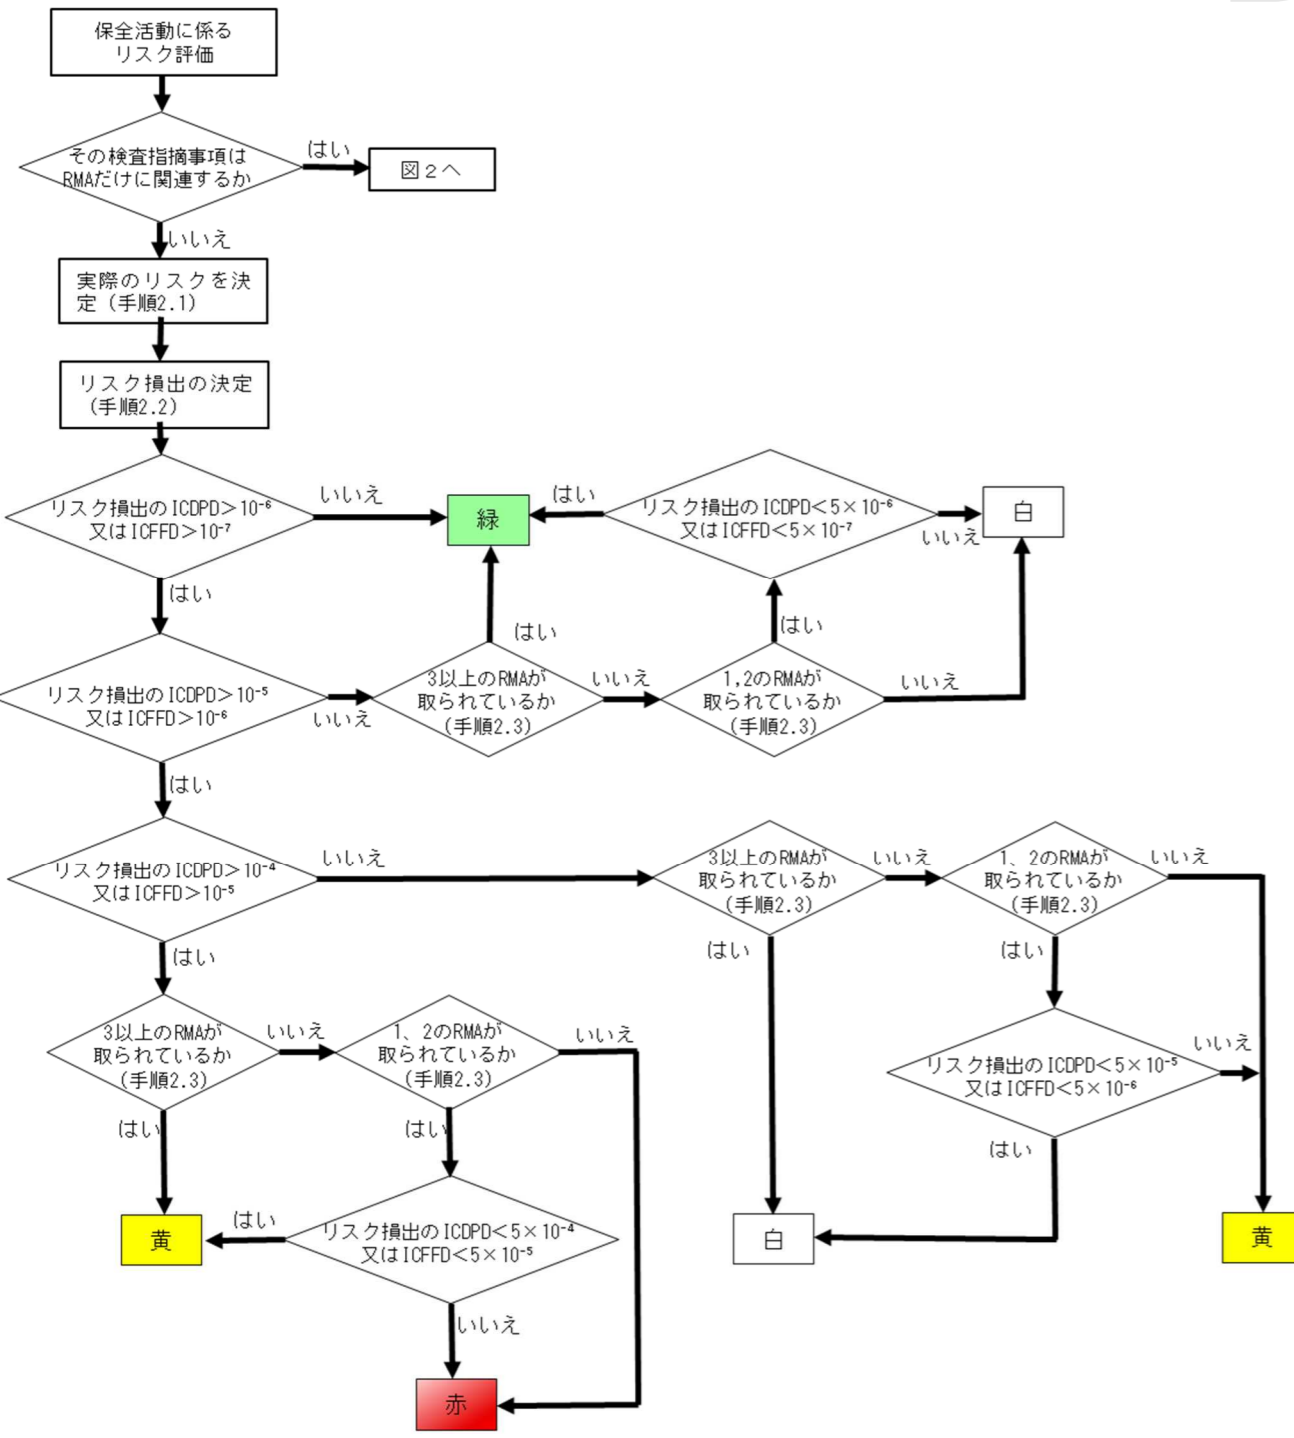 保全活動に係る
リスク評価
その検査指摘事項は
RMAだけに関連するか
はい
図2へ
いいえ
実際のリスクを決
定（手順2.1）
リスク損出の決定
（手順2.2）
リスク損出のICDPD＞10⁻⁶
又はICFFD＞10⁻⁷
いいえ
緑
はい
リスク損出のICDPD＜5×10⁻⁶
又はICFFD＜5×10⁻⁷
いいえ
白
はい
はい
はい
リスク損出のICDPD＞10⁻⁵
又はICFFD＞10⁻⁶
いいえ
3以上のRMAが
取られているか
（手順2.3）
いいえ
1,2のRMAが
取られているか
（手順2.3）
いいえ
はい
リスク損出のICDPD＞10⁻⁴
又はICFFD＞10⁻⁵
いいえ
3以上のRMAが
取られているか
（手順2.3）
いいえ
1、2のRMAが
取られているか
（手順2.3）
いいえ
はい
はい
はい
3以上のRMAが
取られているか
（手順2.3）
いいえ
1、2のRMAが
取られているか
（手順2.3）
いいえ
リスク損出のICDPD＜5×10⁻⁵
又はICFFD＜5×10⁻⁶
いいえ
はい
はい
はい
黄
はい
リスク損出のICDPD＜5×10⁻⁴
又はICFFD＜5×10⁻⁵
白
黄
いいえ
赤